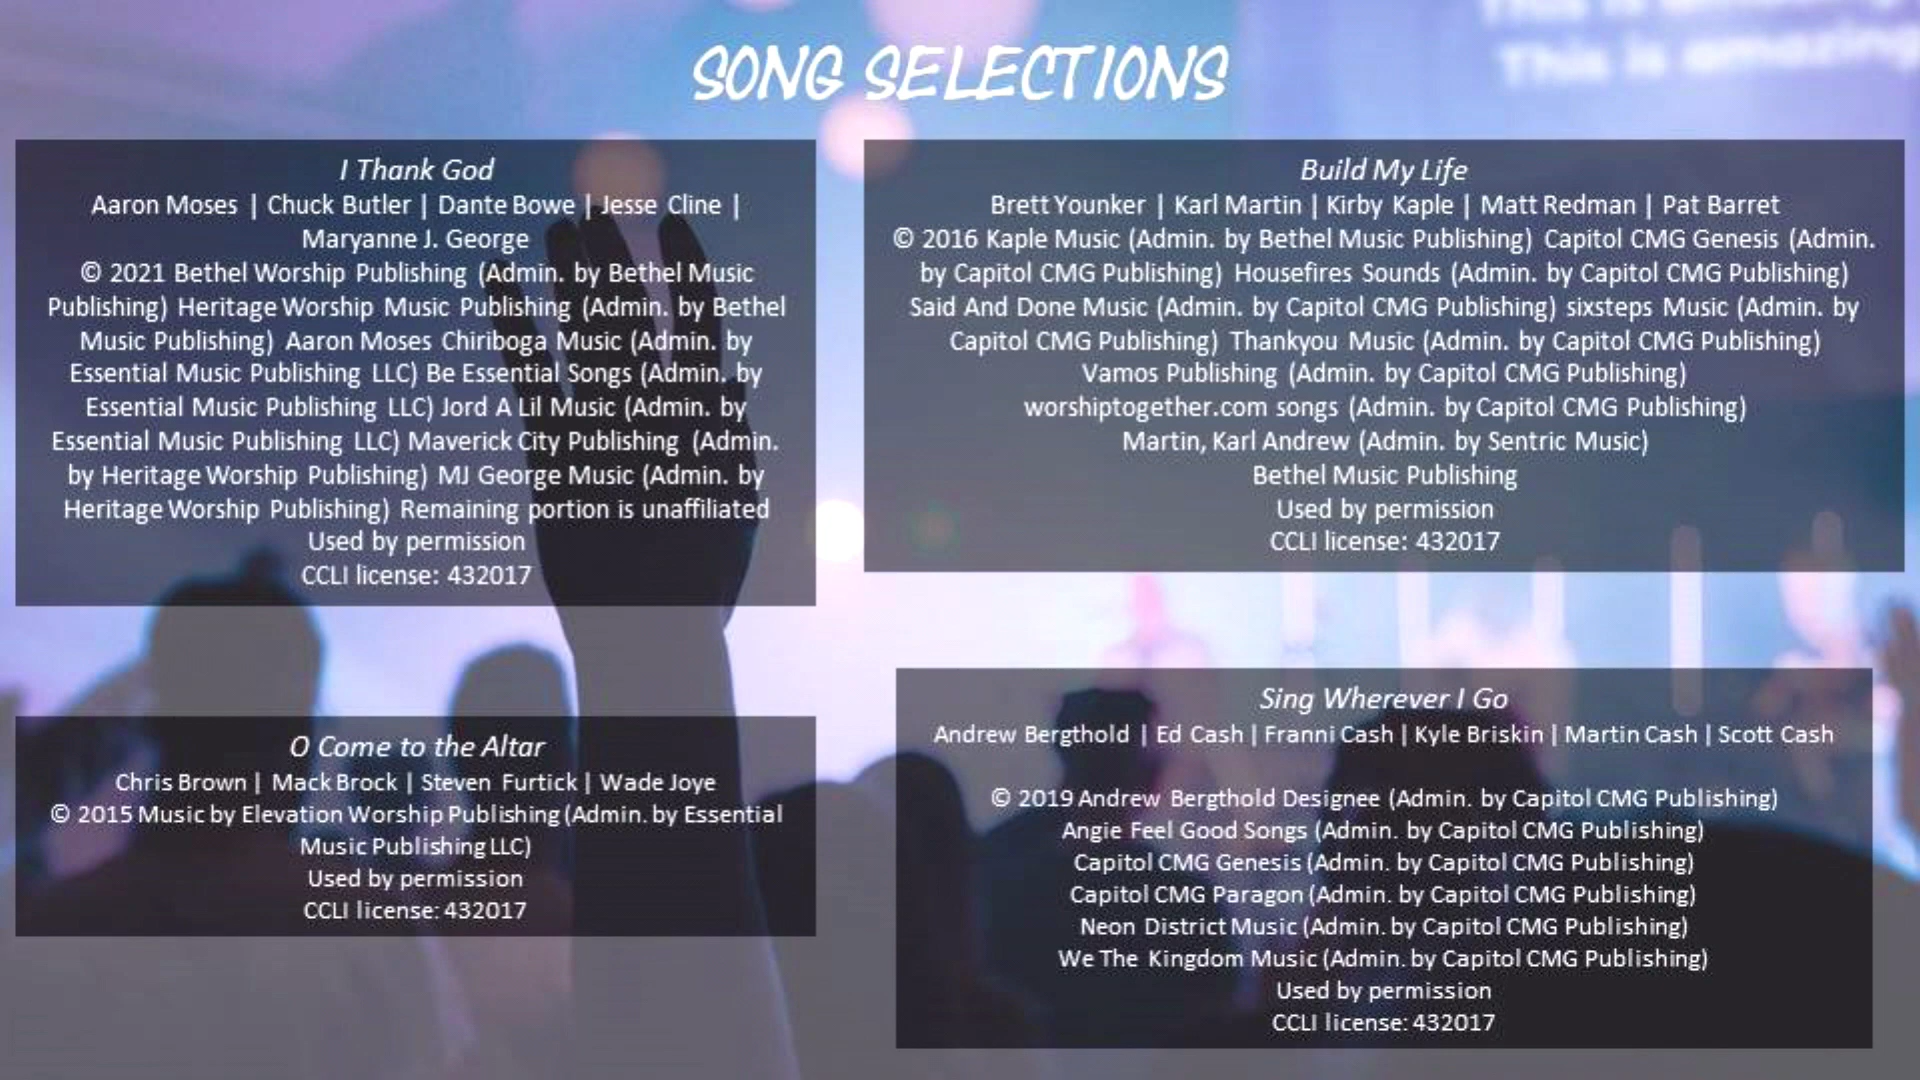 This is amazing
This is amazing
SONG SELECTIONS
I Thank God
Aaron Moses | Chuck Butler | Dante Bowe | Jesse Cline |
Maryanne J. George
© 2021 Bethel Worship Publishing (Admin. by Bethel Music
Publishing) Heritage Worship Music Publishing (Admin. by Bethel
Music Publishing) Aaron Moses Chiriboga Music (Admin. by
Essential Music Publishing LLC) Be Essential Songs (Admin. by
Essential Music Publishing LLC) Jord A Lil Music (Admin. by
Essential Music Publishing LLC) Maverick City Publishing (Admin.
by Heritage Worship Publishing) MJ George Music (Admin. by
Heritage Worship Publishing) Remaining portion is unaffiliated
Used by permission
CCLI license: 432017
Build My Life
Brett Younker | Karl Martin | Kirby Kaple | Matt Redman | Pat Barret
© 2016 Kaple Music (Admin. by Bethel Music Publishing) Capitol CMG Genesis (Admin.
by Capitol CMG Publishing) Housefires Sounds (Admin. by Capitol CMG Publishing)
Said And Done Music (Admin. by Capitol CMG Publishing) sixsteps Music (Admin. by
Capitol CMG Publishing) Thankyou Music (Admin. by Capitol CMG Publishing)
Vamos Publishing (Admin. by Capitol CMG Publishing)
worshiptogether.com songs (Admin. by Capitol CMG Publishing)
Martin, Karl Andrew (Admin. by Sentric Music)
Bethel Music Publishing
Used by permission
CCLI license: 432017
O Come to the Altar
Chris Brown | Mack Brock | Steven Furtick | Wade Joye
© 2015 Music by Elevation Worship Publishing (Admin. by Essential
Music Publishing LLC)
Used by permission
CCLI license: 432017
Sing Wherever I Go
Andrew Bergthold | Ed Cash | Franni Cash | Kyle Briskin | Martin Cash | Scott Cash
© 2019 Andrew Bergthold Designee (Admin. by Capitol CMG Publishing)
Angie Feel Good Songs (Admin. by Capitol CMG Publishing)
Capitol CMG Genesis (Admin. by Capitol CMG Publishing)
Capitol CMG Paragon (Admin. by Capitol CMG Publishing)
Neon District Music (Admin. by Capitol CMG Publishing)
We The Kingdom Music (Admin. by Capitol CMG Publishing)
Used by permission
CCLI license: 432017